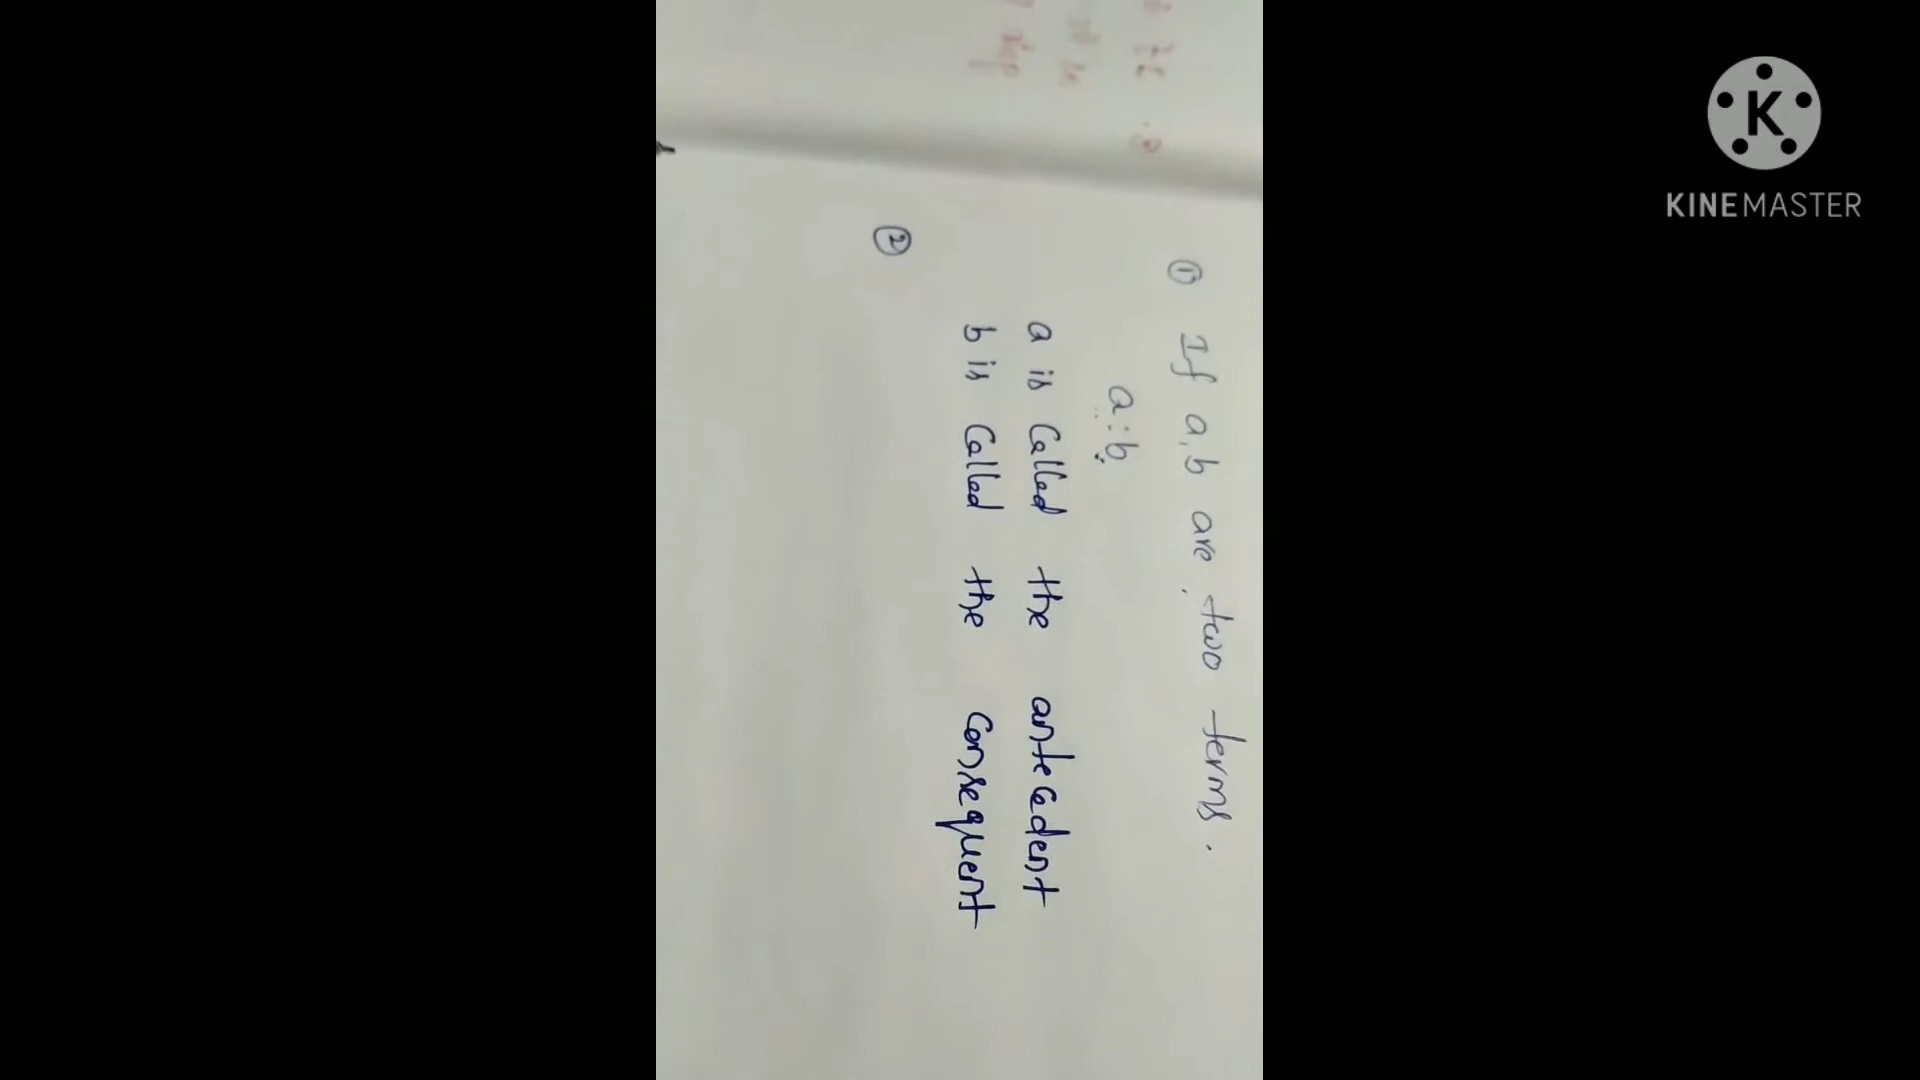 ① If a, b are two terms.
a : b
a is called the antecedent
b is called the consequent
②
KINEMASTER